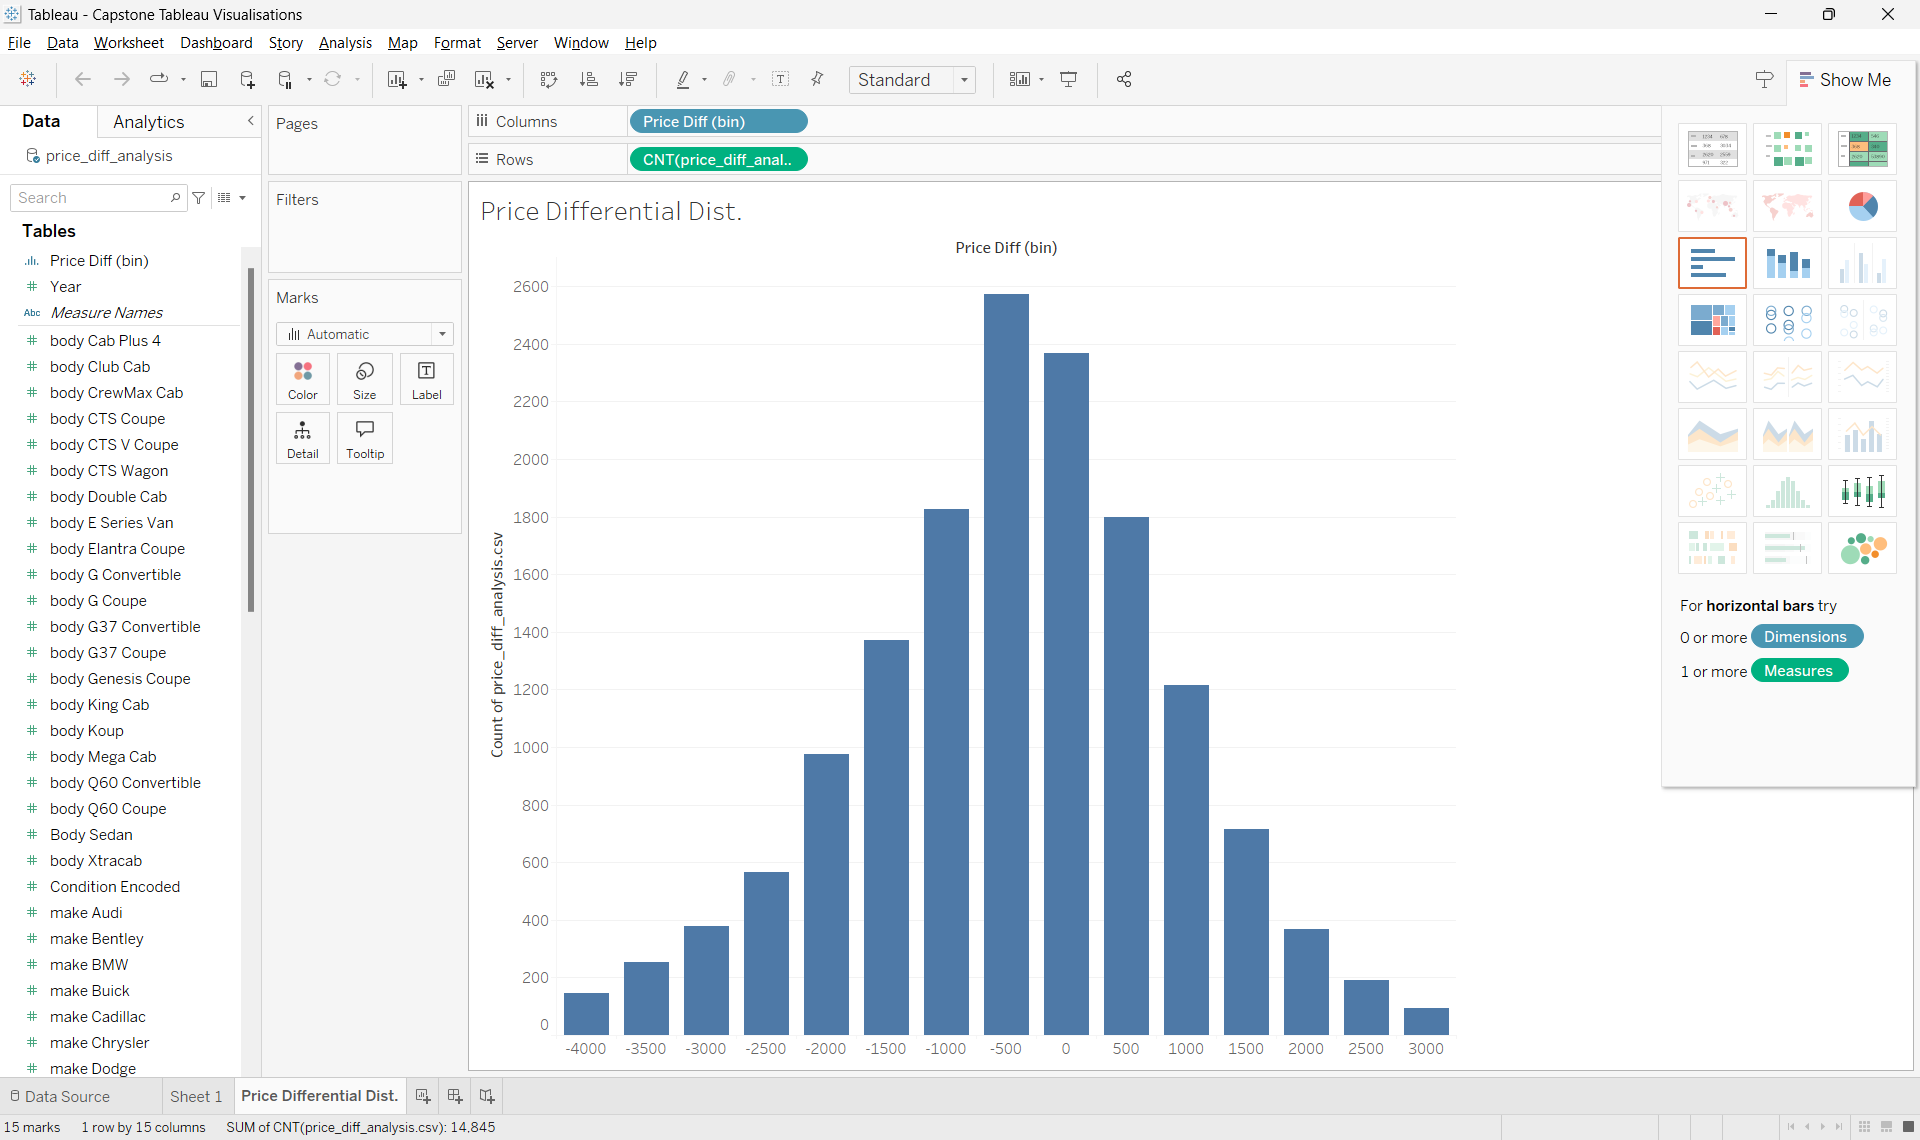 Tableau - Capstone Tableau Visualisations
File Data Worksheet Dashboard Story Analysis Map Format Server Window Help
Standard
Show Me
Data Analytics
price_diff_analysis
Search
Tables
Price Diff (bin)
Year
Abc Measure Names
body Cab Plus 4
body Club Cab
body CrewMax Cab
body CTS Coupe
body CTS V Coupe
body CTS Wagon
body Double Cab
body E Series Van
body Elantra Coupe
body G Convertible
body G Coupe
body G37 Convertible
body G37 Coupe
body Genesis Coupe
body King Cab
body Koup
body Mega Cab
body Q60 Convertible
body Q60 Coupe
Body Sedan
body Xtracab
Condition Encoded
make Audi
make Bentley
make BMW
make Buick
make Cadillac
make Chrysler
make Dodge
Pages
Filters
Marks
Automatic
Color Size Label
Detail Tooltip
Columns Price Diff (bin)
Rows CNT(price_diff_anal..
Price Differential Dist.
Price Diff (bin)
Count of price_diff_analysis.csv
2600
2400
2200
2000
1800
1600
1400
1200
1000
800
600
400
200
0
-4000 -3500 -3000 -2500 -2000 -1500 -1000 -500 0 500 1000 1500 2000 2500 3000
For horizontal bars try
0 or more Dimensions
1 or more Measures
Data Source Sheet 1 Price Differential Dist.
15 marks 1 row by 15 columns SUM of CNT(price_diff_analysis.csv): 14,845